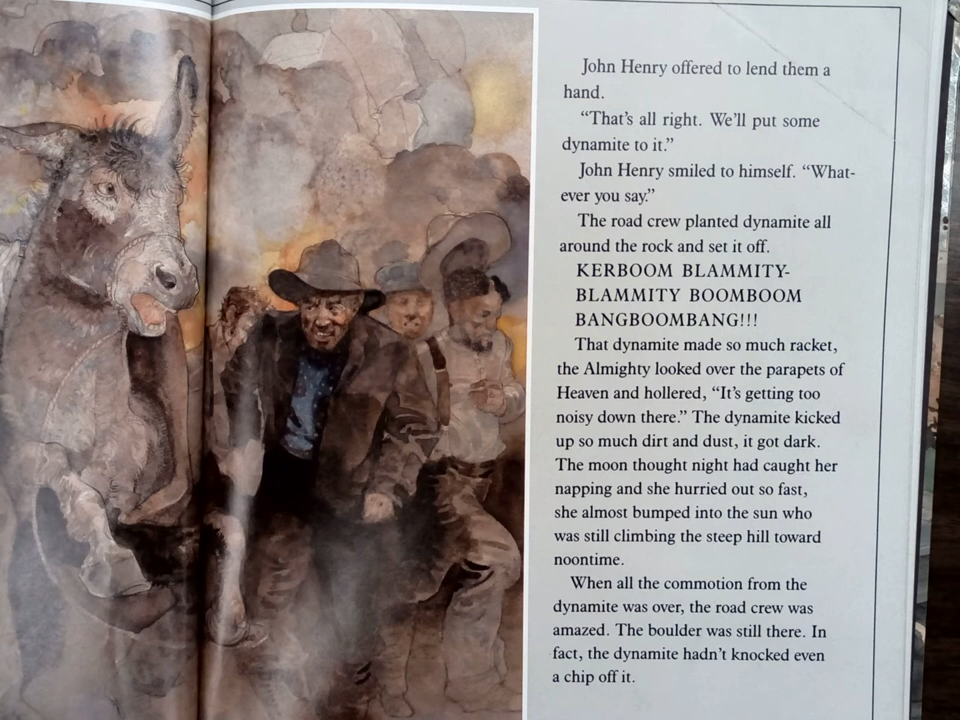 John Henry offered to lend them a
hand.
“That’s all right. We’ll put some
dynamite to it.”
John Henry smiled to himself. “What-
ever you say.”
The road crew planted dynamite all
around the rock and set it off.
KERBOOM BLAMMITY-
BLAMMITY BOOMBOOM
BANGBOOMBANG!!!
That dynamite made so much racket,
the Almighty looked over the parapets of
Heaven and hollered, “It’s getting too
noisy down there.” The dynamite kicked
up so much dirt and dust, it got dark.
The moon thought night had caught her
napping and she hurried out so fast,
she almost bumped into the sun who
was still climbing the steep hill toward
noontime.
When all the commotion from the
dynamite was over, the road crew was
amazed. The boulder was still there. In
fact, the dynamite hadn’t knocked even
a chip off it.